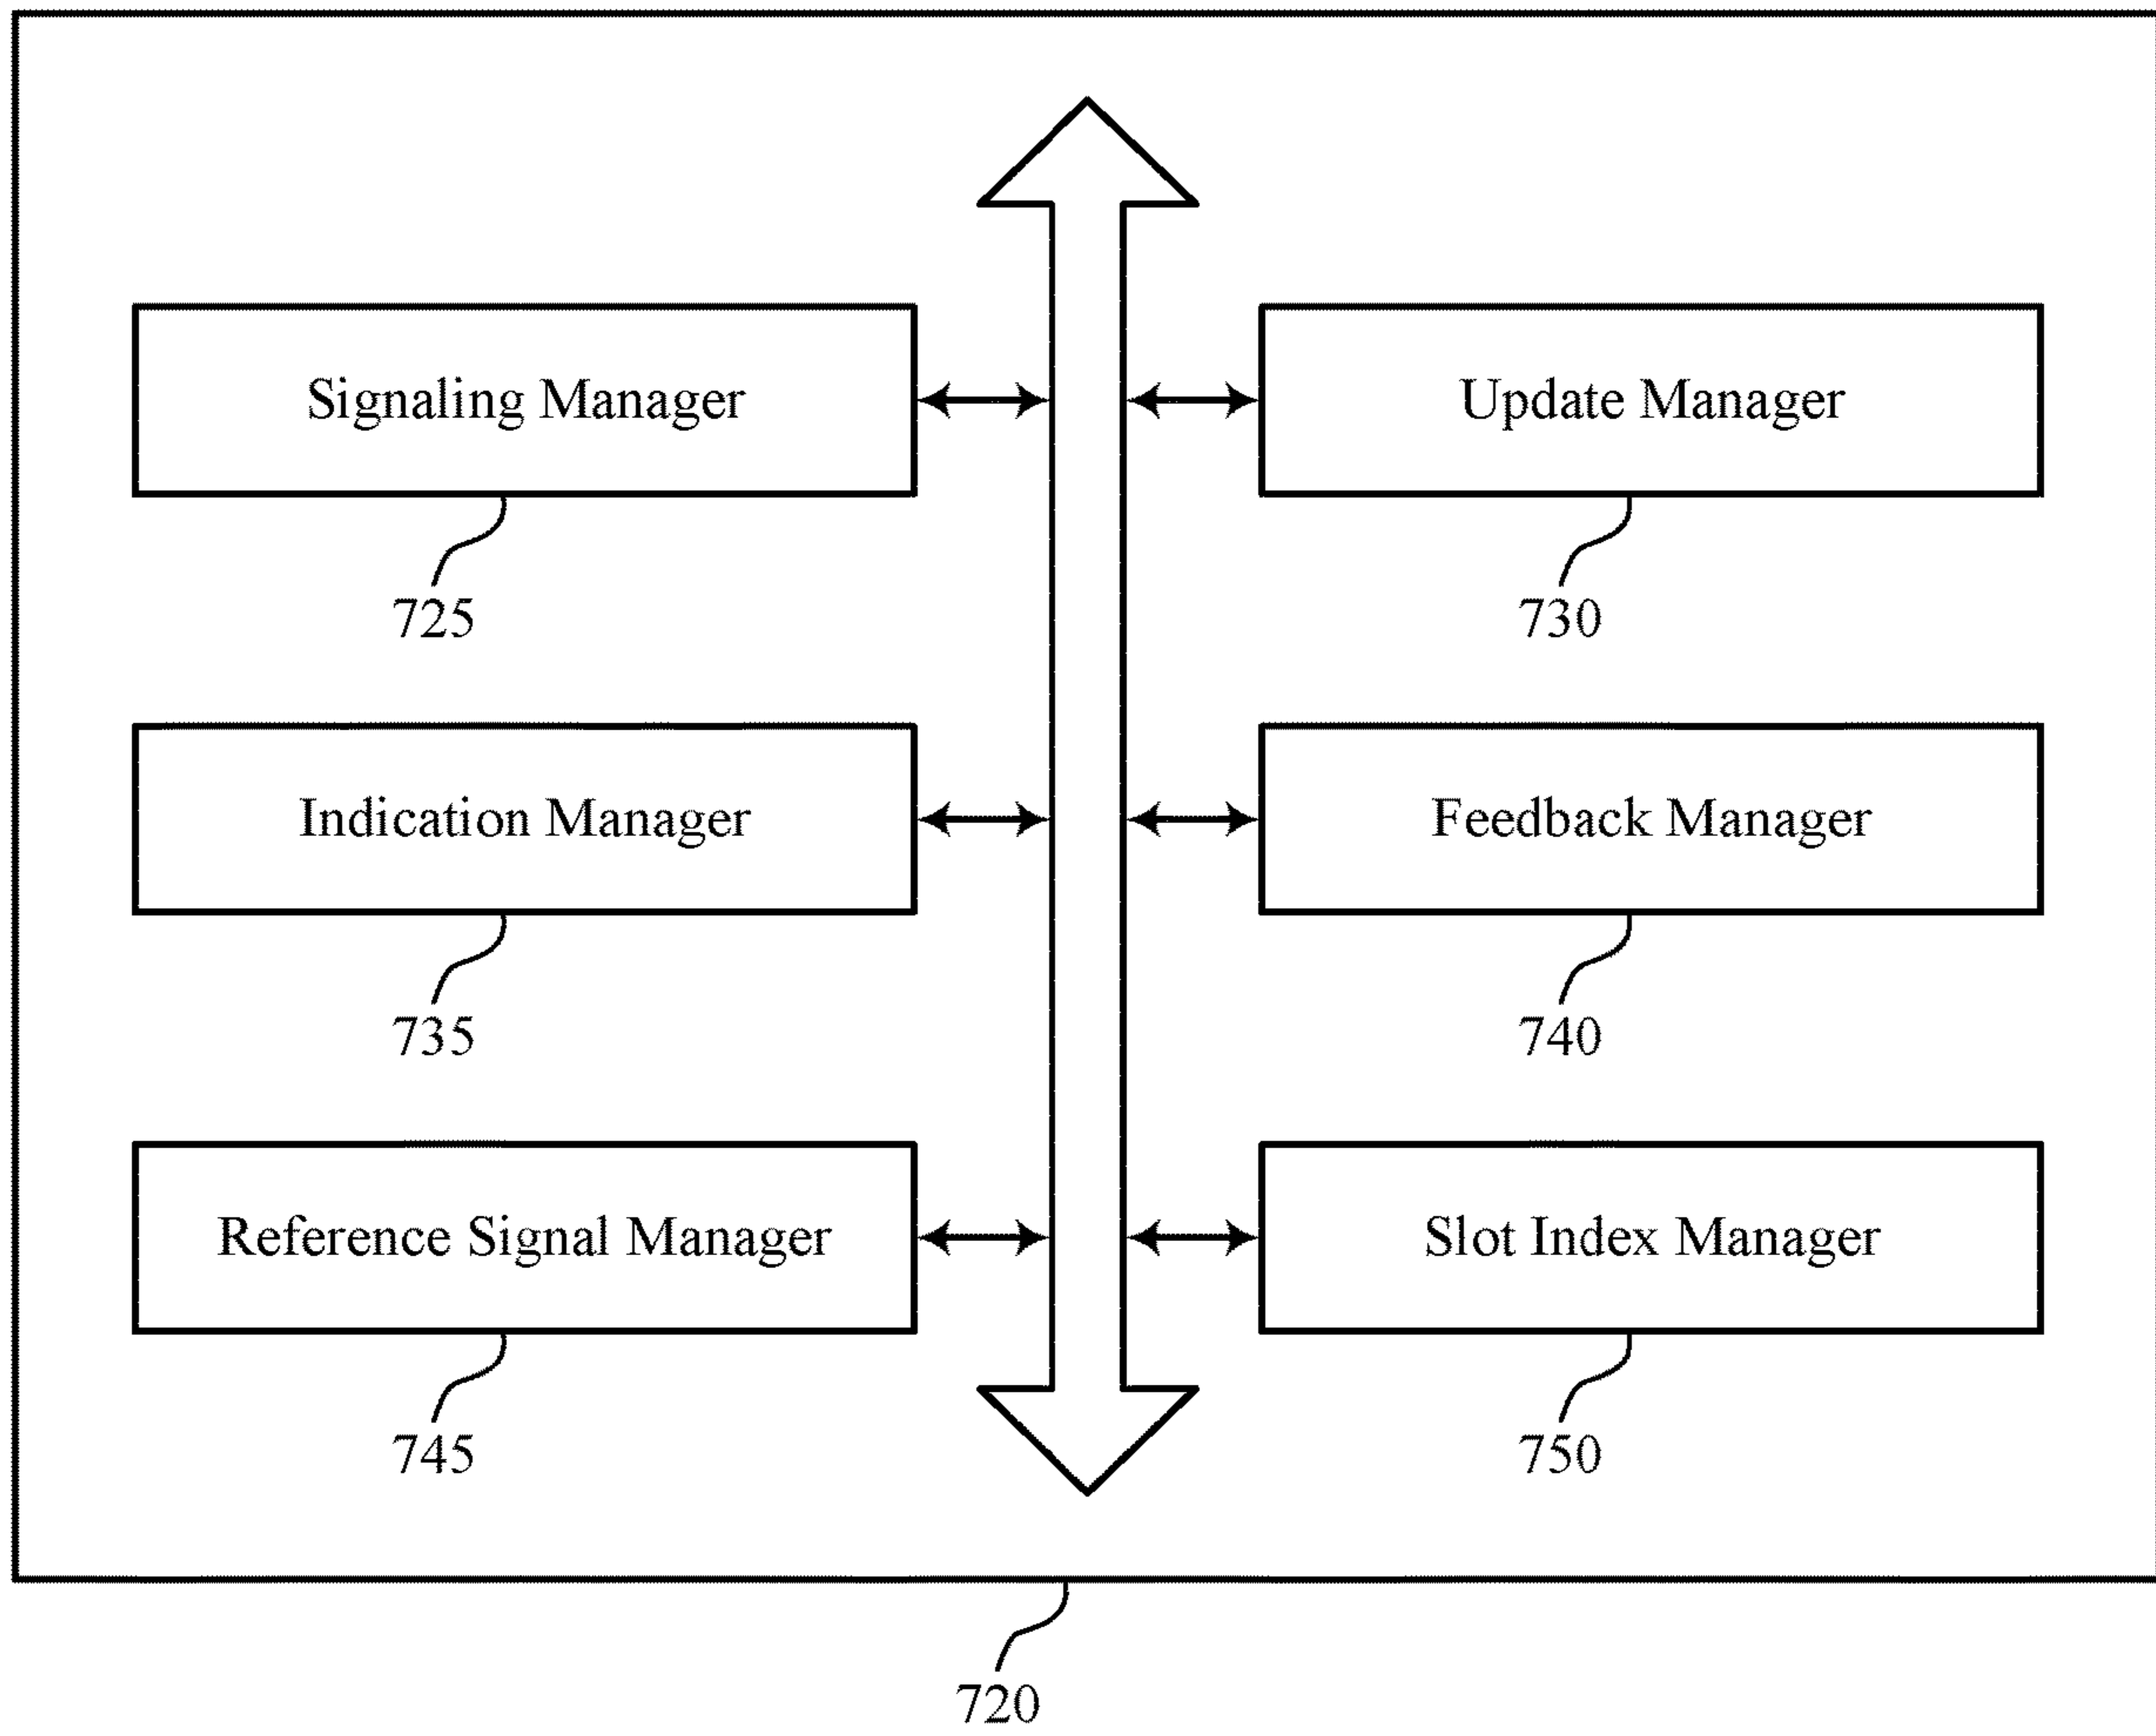 Signaling Manager
Update Manager
725
730
Indication Manager
Feedback Manager
735
740
Reference Signal Manager
Slot Index Manager
745
750
720